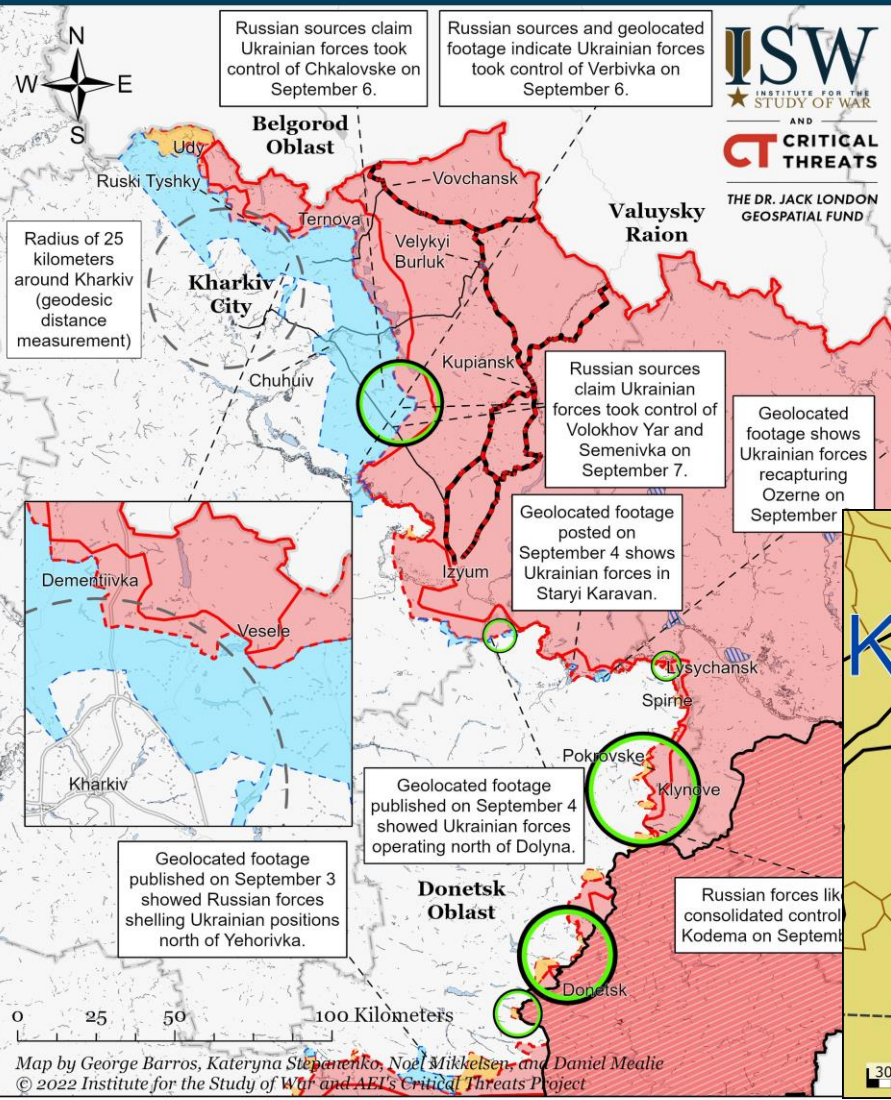 N
W E
S
Russian sources claim
Ukrainian forces took
control of Chkalovske on
September 6.
Russian sources and geolocated
footage indicate Ukrainian forces
took control of Verbivka on
September 6.
ISW
INSTITUTE FOR THE
STUDY OF WAR
AND
CT CRITICAL
THREATS
THE DR. JACK LONDON
GEOSPATIAL FUND
Belgorod
Oblast
Udy
Ruski Tyshky
Vovchansk
Ternova
Valuysky
Raion
Radius of 25
kilometers
around Kharkiv
(geodesic
distance
measurement)
Velykyi
Burluk
Kharkiv
City
Chuhuiv
Kupiansk
Russian sources
claim Ukrainian
forces took control of
Volokhov Yar and
Semenivka on
September 7.
Geolocated
footage shows
Ukrainian forces
recapturing
Ozerne on
September
Geolocated footage
posted on
September 4 shows
Ukrainian forces in
Staryi Karavan.
Izyum
Dementiivka
Vesele
Kharkiv
K
Lysychansk
Spirne
Pokrovske
Klynove
Geolocated footage
published on September 4
showed Ukrainian forces
operating north of Dolyna.
Geolocated footage
published on September 3
showed Russian forces
shelling Ukrainian positions
north of Yehorivka.
Donetsk
Oblast
Russian forces lik
consolidated control
Kodema on Septemb
Donetsk
0 25 50 100 Kilometers
30
Map by George Barros, Kateryna Stepanenko, Noel Mikkelsen, and Daniel Mealie
© 2022 Institute for the Study of War and AEI's Critical Threats Project